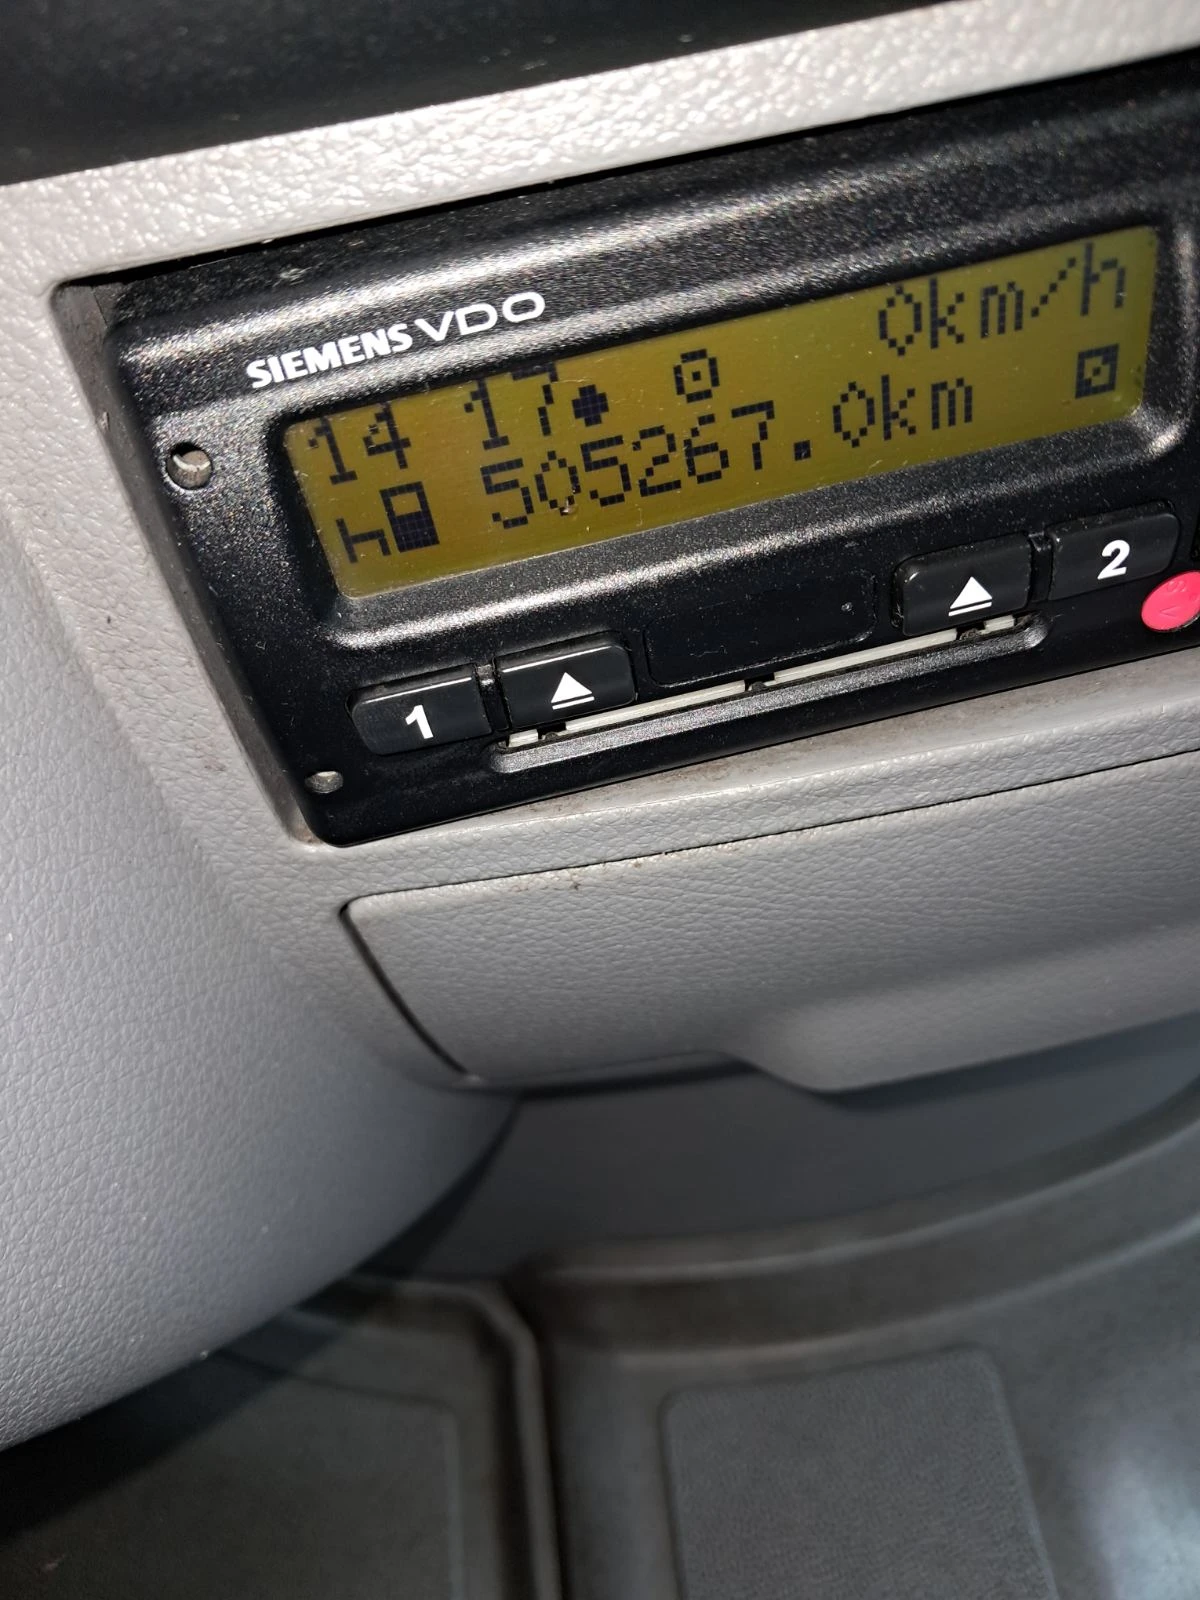 SIEMENS VDO
14 17 0km/h
h 505267.0km
1 2